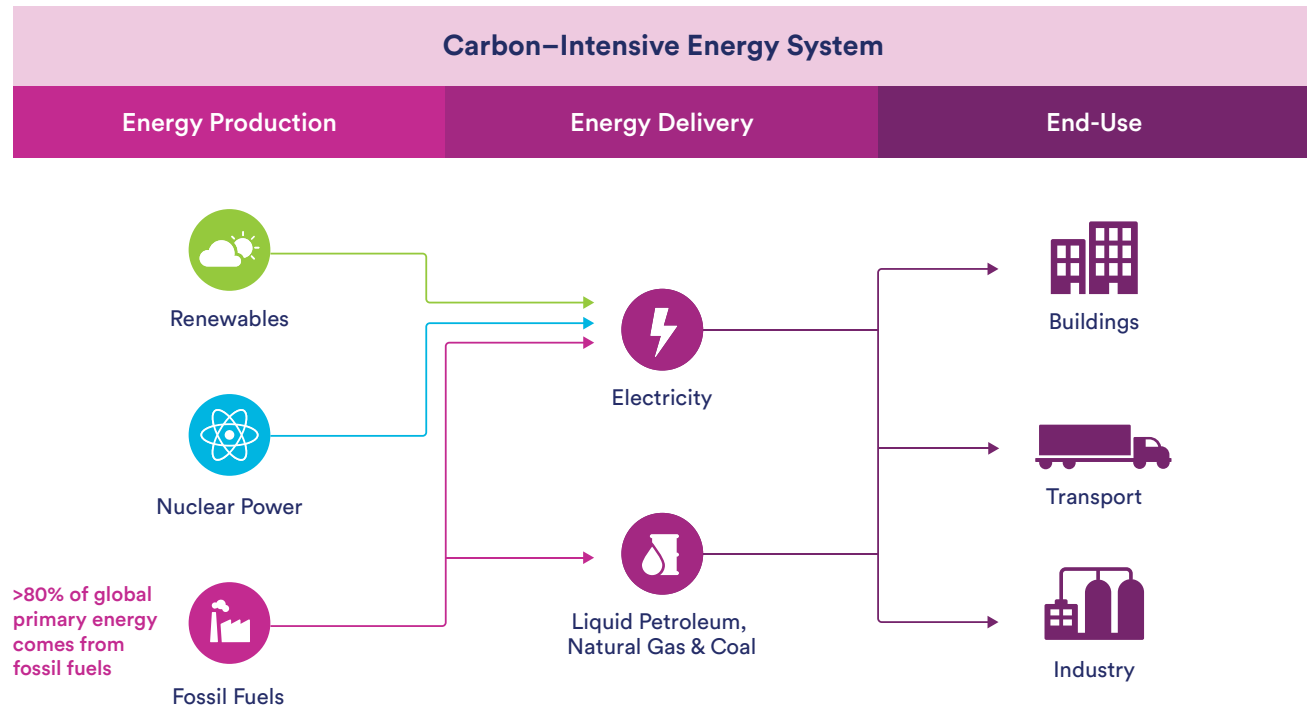 Carbon–Intensive Energy System
Energy Production
Energy Delivery
End-Use
Renewables
Nuclear Power
>80% of global
primary energy
comes from
fossil fuels
Fossil Fuels
Electricity
Liquid Petroleum,
Natural Gas & Coal
Buildings
Transport
Industry